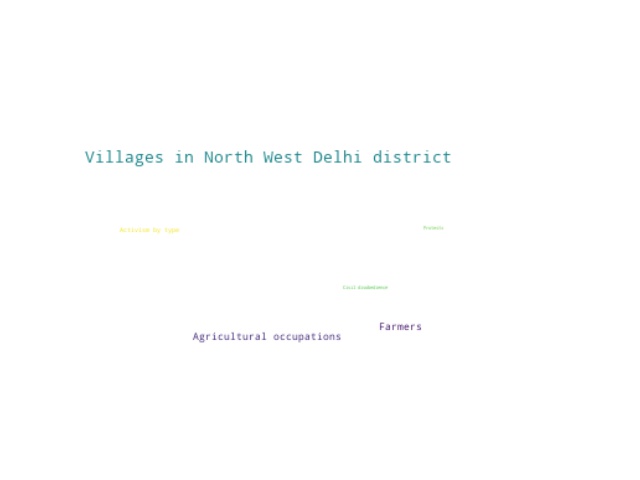 Villages in North West Delhi district
Activism by type
Protests
Civil disobedience
Farmers
Agricultural occupations